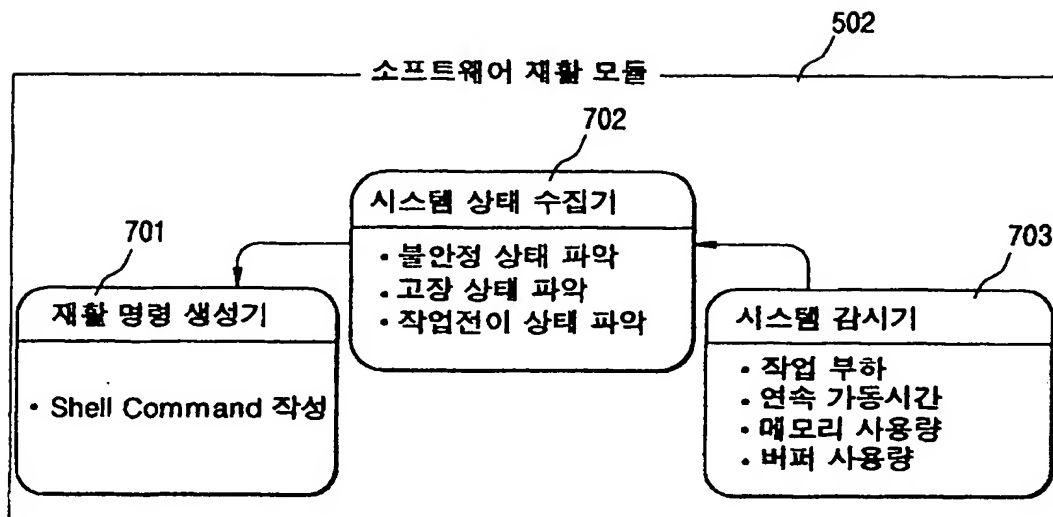 502
소프트웨어 재활 모듈
702
시스템 상태 수집기
• 불안정 상태 파악
• 고장 상태 파악
• 작업전이 상태 파악
701
재활 명령 생성기
• Shell Command 작성
703
시스템 감시기
• 작업 부하
• 연속 가동시간
• 메모리 사용량
• 버퍼 사용량